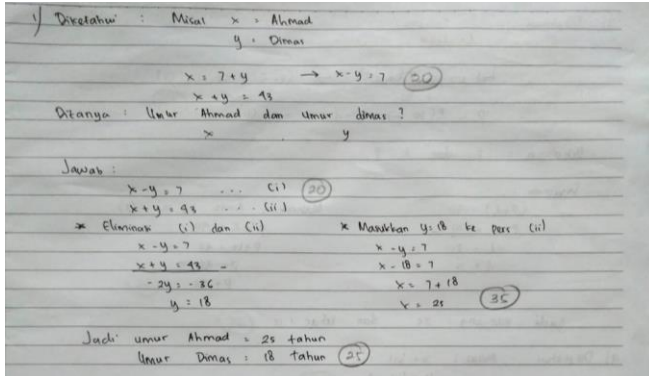 1) Diketahui : Misal x = Ahmad
y = Dimas
x = 7 + y → x - y = 7 (20)
x + y = 43
Ditanya : Umur Ahmad dan umur dimas ?
x y
Jawab :
x - y = 7 ... (i) (20)
x + y = 43 .... (ii)
* Eliminasi (i) dan (ii)
x - y = 7
x + y = 43 -
-2y = -36
y = 18
* Masukkan y = 18 ke pers (ii)
x - y = 7
x - 18 = 7
x = 7 + 18
x = 25 (35)
Jadi umur Ahmad = 25 tahun
Umur Dimas = 18 tahun (25)